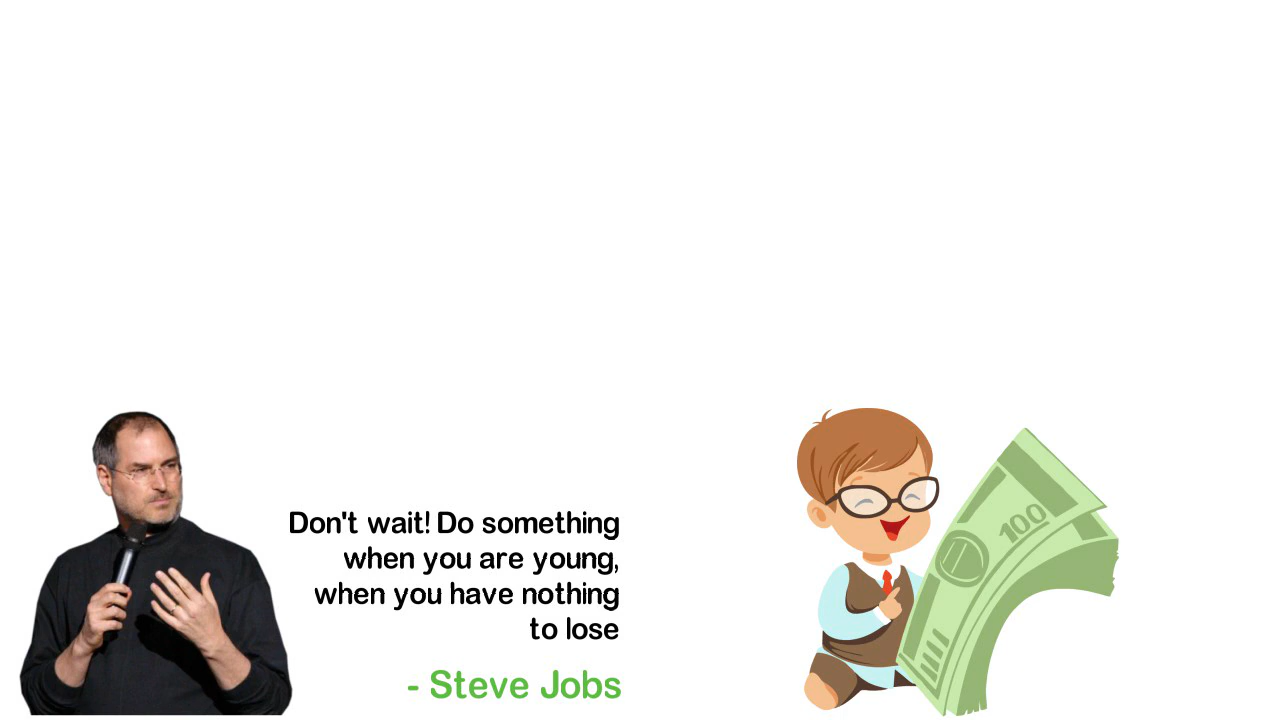 Don't wait! Do something
when you are young,
when you have nothing
to lose
- Steve Jobs
100